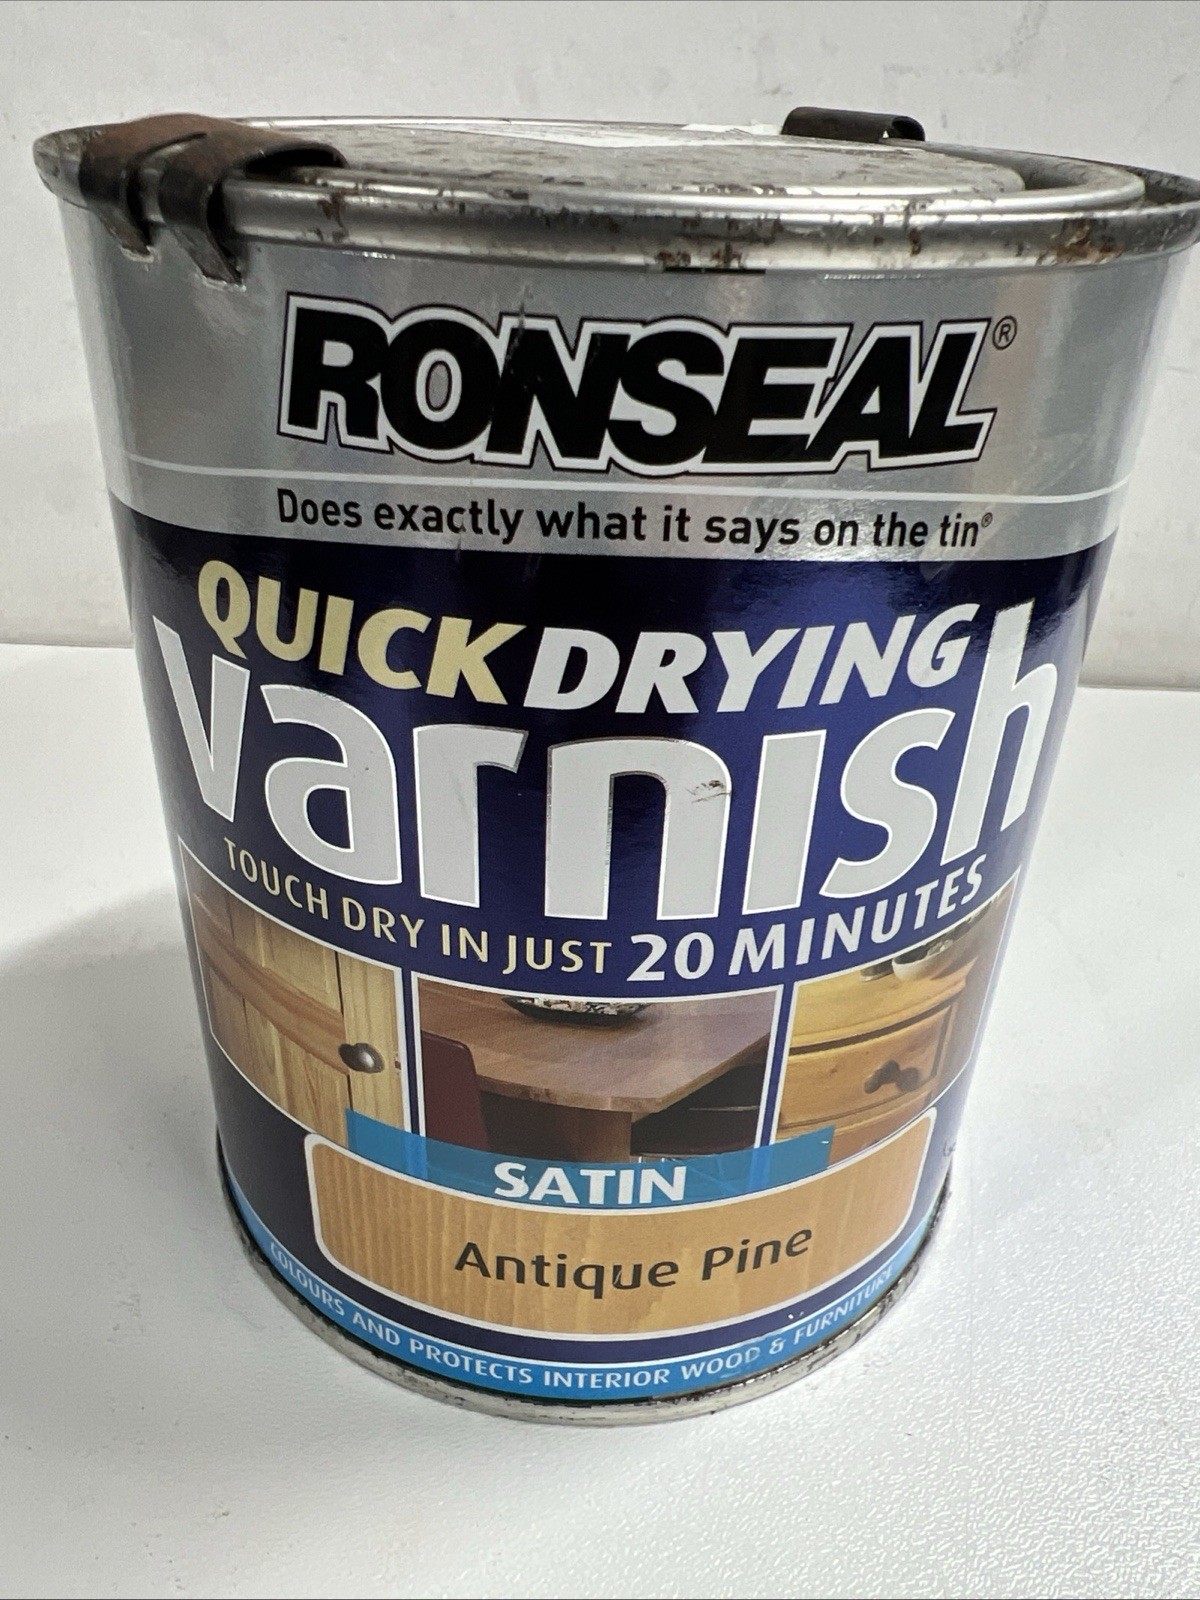 RONSEAL®
Does exactly what it says on the tin®
QUICK DRYING
varnish
TOUCH DRY IN JUST 20 MINUTES
SATIN
Antique Pine
COLOURS AND PROTECTS INTERIOR WOOD & FURNITURE